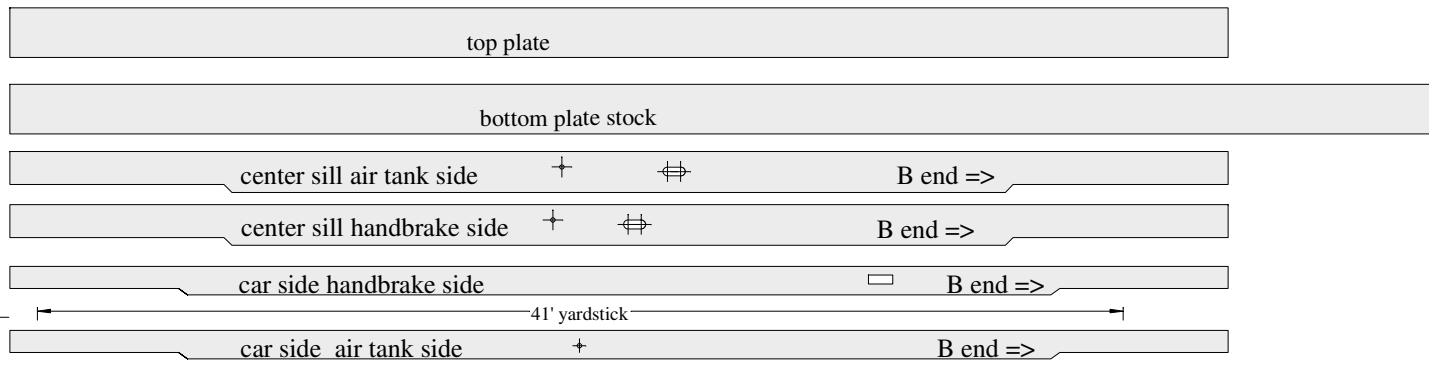 top plate
bottom plate stock
center sill air tank side B end =>
center sill handbrake side B end =>
car side handbrake side B end =>
41' yardstick
car side air tank side B end =>